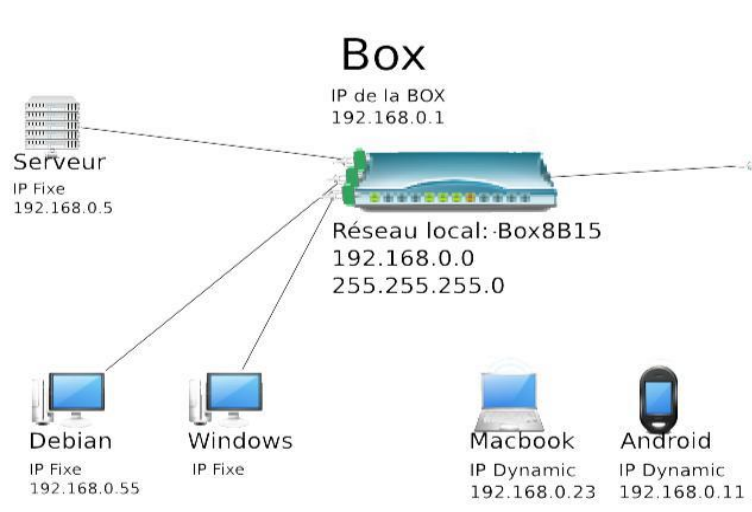 Box
IP de la BOX
192.168.0.1
Serveur
IP Fixe
192.168.0.5
Réseau local: Box8B15
192.168.0.0
255.255.255.0
Debian
IP Fixe
192.168.0.55
Windows
IP Fixe
Macbook
IP Dynamic
192.168.0.23
Android
IP Dynamic
192.168.0.11